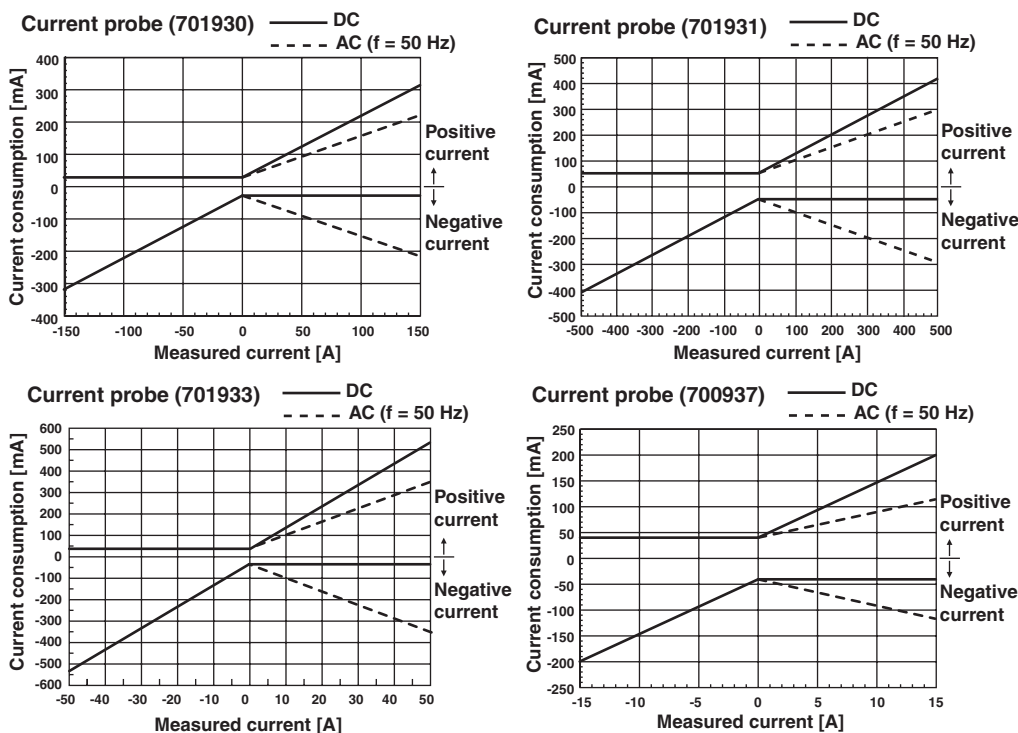 Current probe (701930)
DC
AC (f = 50 Hz)
Current consumption [mA]
400
300
200
100
0
-100
-200
-300
-400
-150 -100 -50 0 50 100 150
Measured current [A]
Positive
current
Negative
current
Current probe (701931)
DC
AC (f = 50 Hz)
Current consumption [mA]
500
400
300
200
100
0
-100
-200
-300
-400
-500
-500 -400 -300 -200 -100 0 100 200 300 400 500
Measured current [A]
Positive
current
Negative
current
Current probe (701933)
DC
AC (f = 50 Hz)
Current consumption [mA]
600
500
400
300
200
100
0
-100
-200
-300
-400
-500
-600
-50 -40 -30 -20 -10 0 10 20 30 40 50
Measured current [A]
Positive
current
Negative
current
Current probe (700937)
DC
AC (f = 50 Hz)
Current consumption [mA]
250
200
150
100
50
0
-50
-100
-150
-200
-250
-15 -10 -5 0 5 10 15
Measured current [A]
Positive
current
Negative
current